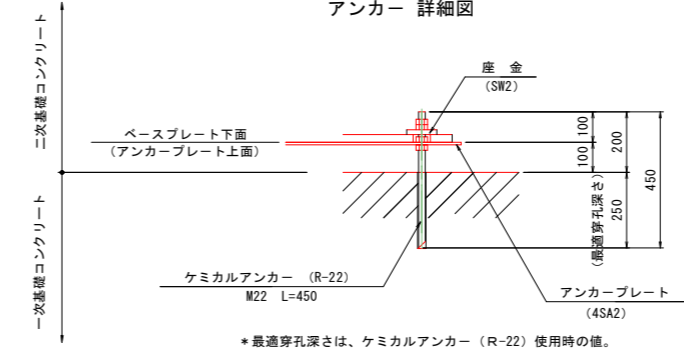 アンカー 詳細図
二次基礎コンクリート
座 金
(SW2)
ベースプレート下面
(アンカープレート上面)
100
100
200
450
250
(最適穿孔深さ)
一次基礎コンクリート
ケミカルアンカー (R-22)
M22 L=450
アンカープレート
(4SA2)
*最適穿孔深さは、ケミカルアンカー(R-22)使用時の値。